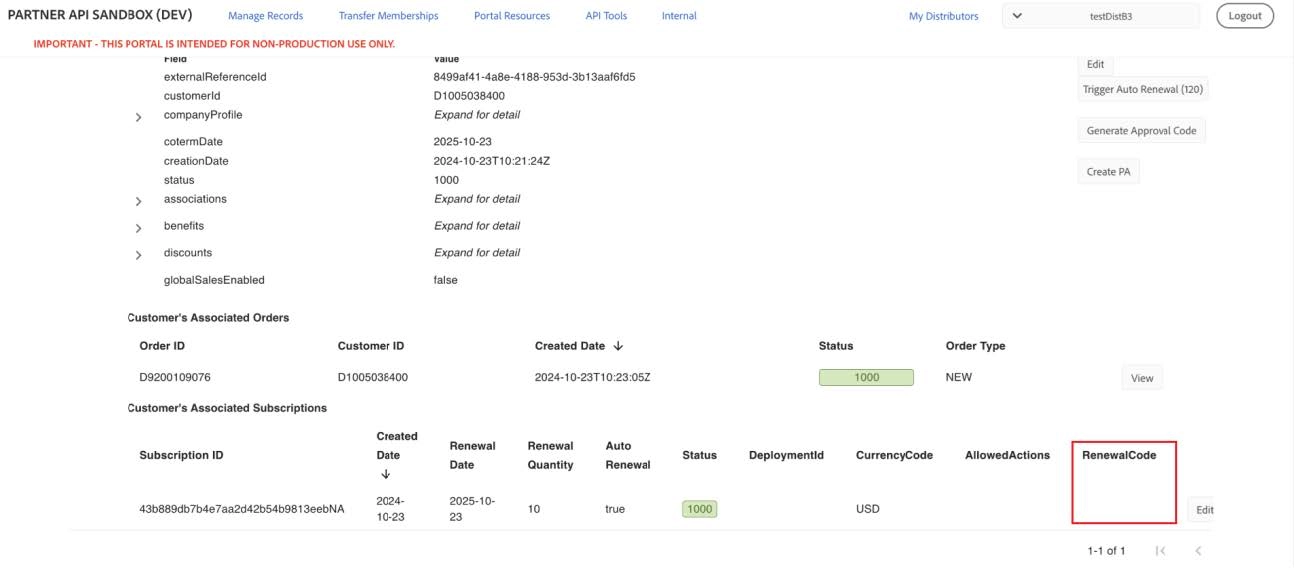 PARTNER API SANDBOX (DEV) Manage Records Transfer Memberships Portal Resources API Tools Internal My Distributors testDistB3 Logout
IMPORTANT - THIS PORTAL IS INTENDED FOR NON-PRODUCTION USE ONLY.
Field Value
Edit
externalReferenceId 8499af41-4a8e-4188-953d-3b13aaf6fd5
Trigger Auto Renewal (120)
customerId D1005038400
companyProfile Expand for detail
Generate Approval Code
cotermDate 2025-10-23
creationDate 2024-10-23T10:21:24Z
Create PA
status 1000
associations Expand for detail
benefits Expand for detail
discounts Expand for detail
globalSalesEnabled false
Customer's Associated Orders
Order ID Customer ID Created Date Status Order Type
D9200109076 D1005038400 2024-10-23T10:23:05Z 1000 NEW View
Customer's Associated Subscriptions
Subscription ID Created Date Renewal Date Renewal Quantity Auto Renewal Status DeploymentId CurrencyCode AllowedActions RenewalCode
43b889db7b4e7aa2d42b54b9813eebNA 2024-10-23 2025-10-23 10 true 1000 USD Edit
1-1 of 1